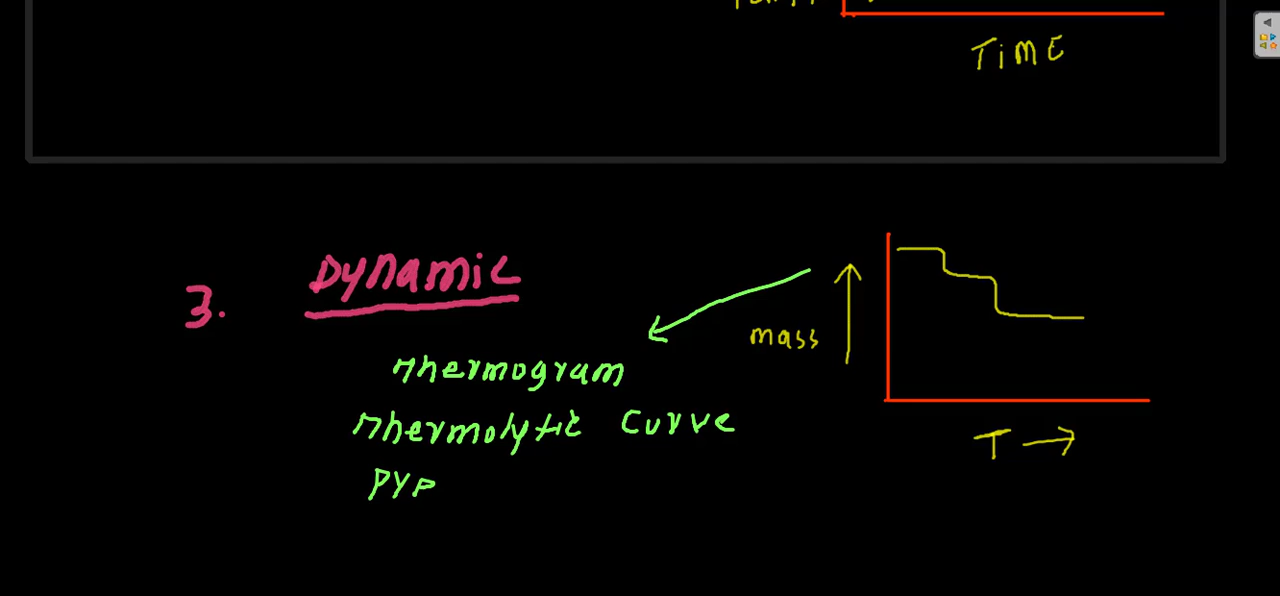 TIME
3. Dynamic
Thermogram
mass
Thermolytic Curve
PYP
T →